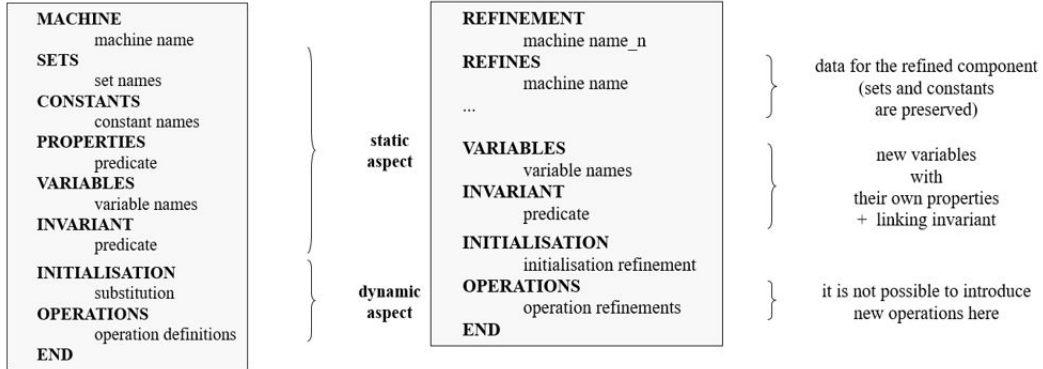 MACHINE
machine name
SETS
set names
CONSTANTS
constant names
PROPERTIES
predicate
VARIABLES
variable names
INVARIANT
predicate
INITIALISATION
substitution
OPERATIONS
operation definitions
END
static
aspect
dynamic
aspect
REFINEMENT
machine name_n
REFINES
machine name
...
VARIABLES
variable names
INVARIANT
predicate
INITIALISATION
initialisation refinement
OPERATIONS
operation refinements
END
data for the refined component
(sets and constants
are preserved)
new variables
with
their own properties
+ linking invariant
it is not possible to introduce
new operations here